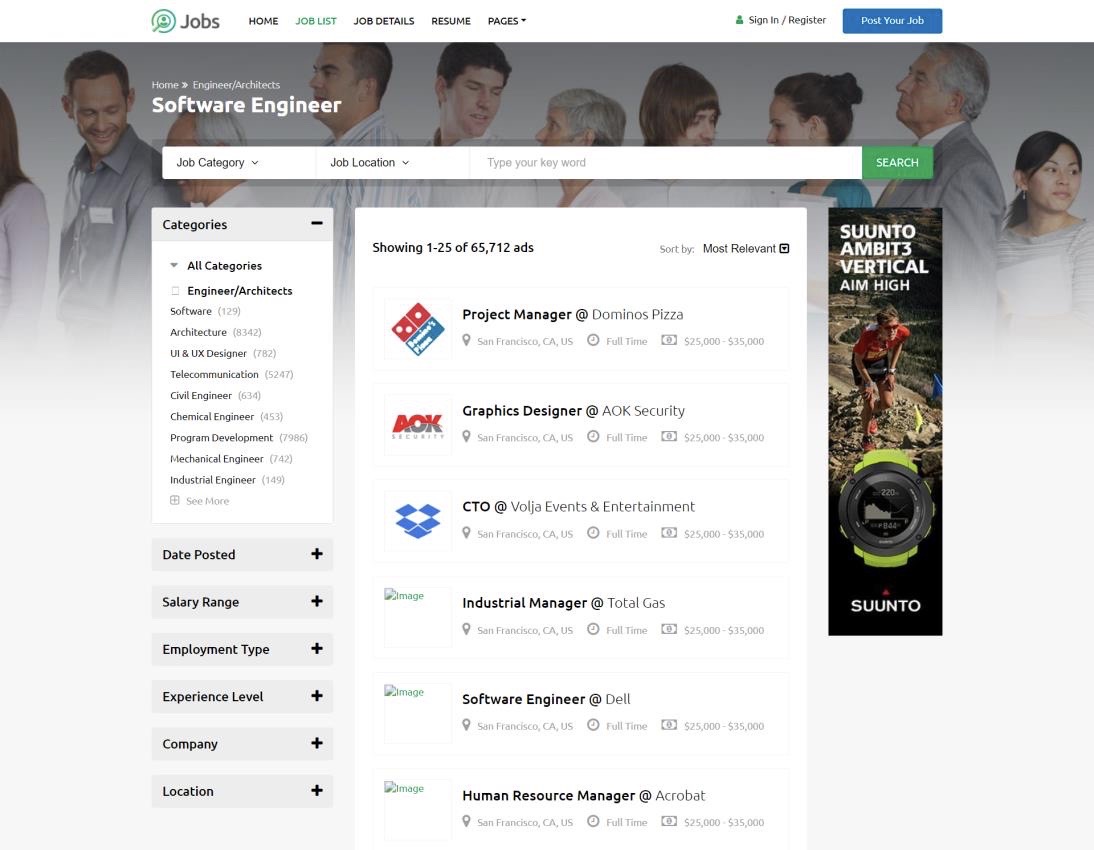 Jobs
HOME JOB LIST JOB DETAILS RESUME PAGES
Sign In / Register
Post Your Job
Home » Engineer/Architects
Software Engineer
Job Category
Job Location
Type your key word
SEARCH
Categories
All Categories
Engineer/Architects
Software (129)
Architecture (8342)
UI & UX Designer (782)
Telecommunication (5247)
Civil Engineer (634)
Chemical Engineer (453)
Program Development (7986)
Mechanical Engineer (742)
Industrial Engineer (149)
See More
Date Posted
Salary Range
Employment Type
Experience Level
Company
Location
Showing 1-25 of 65,712 ads
Sort by: Most Relevant
Domino's
Pizza
Project Manager @ Dominos Pizza
San Francisco, CA, US Full Time $25,000 - $35,000
AOK
SECURITY
Graphics Designer @ AOK Security
San Francisco, CA, US Full Time $25,000 - $35,000
CTO @ Volja Events & Entertainment
San Francisco, CA, US Full Time $25,000 - $35,000
Image
Industrial Manager @ Total Gas
San Francisco, CA, US Full Time $25,000 - $35,000
Image
Software Engineer @ Dell
San Francisco, CA, US Full Time $25,000 - $35,000
Image
Human Resource Manager @ Acrobat
San Francisco, CA, US Full Time $25,000 - $35,000
SUUNTO
AMBIT3
VERTICAL
AIM HIGH
220
844
SUUNTO